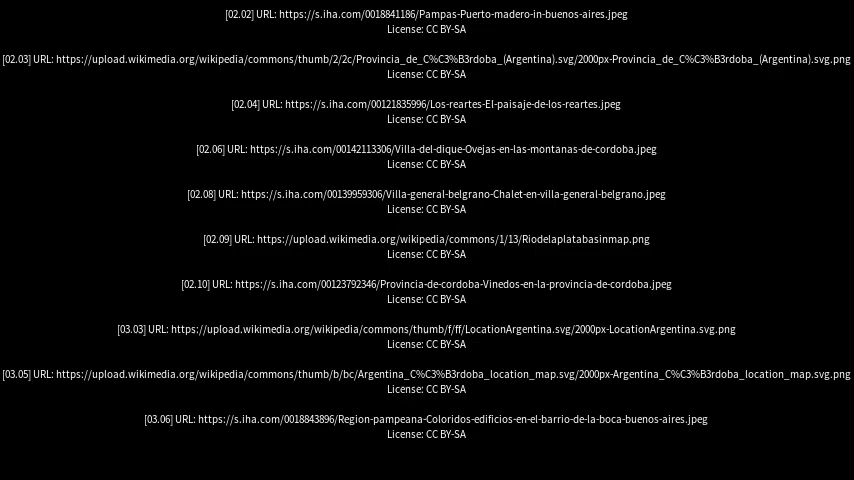 [02.02] URL: https://s.iha.com/0018841186/Pampas-Puerto-madero-in-buenos-aires.jpeg
License: CC BY-SA
[02.03] URL: https://upload.wikimedia.org/wikipedia/commons/thumb/2/2c/Provincia_de_C%C3%B3rdoba_(Argentina).svg/2000px-Provincia_de_C%C3%B3rdoba_(Argentina).svg.png
License: CC BY-SA
[02.04] URL: https://s.iha.com/00121835996/Los-reartes-El-paisaje-de-los-reartes.jpeg
License: CC BY-SA
[02.06] URL: https://s.iha.com/00142113306/Villa-del-dique-Ovejas-en-las-montanas-de-cordoba.jpeg
License: CC BY-SA
[02.08] URL: https://s.iha.com/00139959306/Villa-general-belgrano-Chalet-en-villa-general-belgrano.jpeg
License: CC BY-SA
[02.09] URL: https://upload.wikimedia.org/wikipedia/commons/1/13/Riodelaplatabasinmap.png
License: CC BY-SA
[02.10] URL: https://s.iha.com/00123792346/Provincia-de-cordoba-Vinedos-en-la-provincia-de-cordoba.jpeg
License: CC BY-SA
[03.03] URL: https://upload.wikimedia.org/wikipedia/commons/thumb/f/ff/LocationArgentina.svg/2000px-LocationArgentina.svg.png
License: CC BY-SA
[03.05] URL: https://upload.wikimedia.org/wikipedia/commons/thumb/b/bc/Argentina_C%C3%B3rdoba_location_map.svg/2000px-Argentina_C%C3%B3rdoba_location_map.svg.png
License: CC BY-SA
[03.06] URL: https://s.iha.com/0018843896/Region-pampeana-Coloridos-edificios-en-el-barrio-de-la-boca-buenos-aires.jpeg
License: CC BY-SA